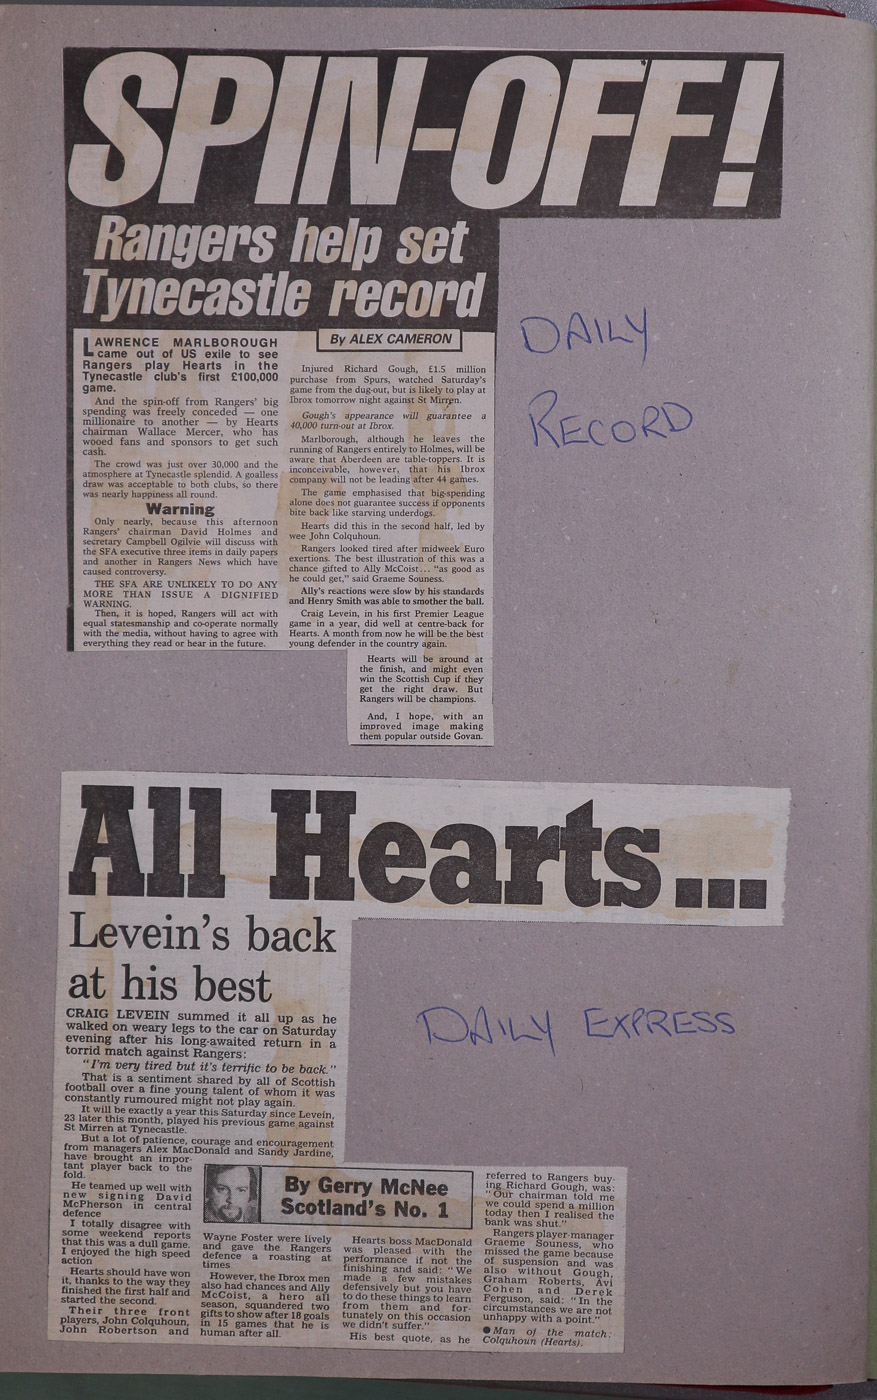 SPIN-OFF!
Rangers help set
Tynecastle record
LAWRENCE MARLBOROUGH
came out of US exile to see
Rangers play Hearts in the
Tynecastle club's first £100,000
game.
And the spin-off from Rangers' big
spending was freely conceded — one
millionaire to another — by Hearts
chairman Wallace Mercer, who has
wooed fans and sponsors to get such
cash.
The crowd was just over 30,000 and the
atmosphere at Tynecastle splendid. A goalless
draw was acceptable to both clubs, so there
was nearly happiness all round.
Warning
Only nearly, because this afternoon
Rangers' chairman David Holmes and
secretary Campbell Ogilvie will discuss with
the SFA executive three items in daily papers
and another in Rangers News which have
caused controversy.
THE SFA ARE UNLIKELY TO DO ANY
MORE THAN ISSUE A DIGNIFIED
WARNING.
Then, it is hoped, Rangers will act with
equal statesmanship and co-operate normally
with the media, without having to agree with
everything they read or hear in the future.
By ALEX CAMERON
Injured Richard Gough, £1.5 million
purchase from Spurs, watched Saturday's
game from the dug-out, but is likely to play at
Ibrox tomorrow night against St Mirren.
Gough's appearance will guarantee a
40,000 turn-out at Ibrox.
Marlborough, although he leaves the
running of Rangers entirely to Holmes, will be
aware that Aberdeen are table-toppers. It is
inconceivable, however, that his Ibrox
company will not be leading after 44 games.
The game emphasised that big-spending
alone does not guarantee success if opponents
bite back like starving underdogs.
Hearts did this in the second half, led by
wee John Colquhoun.
Rangers looked tired after midweek Euro
exertions. The best illustration of this was a
chance gifted to Ally McCoist... "as good as
he could get," said Graeme Souness.
Ally's reactions were slow by his standards
and Henry Smith was able to smother the ball.
Craig Levein, in his first Premier League
game in a year, did well at centre-back for
Hearts. A month from now he will be the best
young defender in the country again.
Hearts will be around at
the finish, and might even
win the Scottish Cup if they
get the right draw. But
Rangers will be champions.
And, I hope, with an
improved image making
them popular outside Govan.
DAILY
RECORD
All Hearts...
Levein's back
at his best
CRAIG LEVEIN summed it all up as he
walked on weary legs to the car on Saturday
evening after his long-awaited return in a
torrid match against Rangers:
"I'm very tired but it's terrific to be back."
That is a sentiment shared by all of Scottish
football over a fine young talent of whom it was
constantly rumoured might not play again.
It will be exactly a year this Saturday since Levein,
23 later this month, played his previous game against
St Mirren at Tynecastle.
But a lot of patience, courage and encouragement
from managers Alex MacDonald and Sandy Jardine,
have brought an impor-
tant player back to the
fold.
He teamed up well with
new signing David
McPherson in central
defence
I totally disagree with
some weekend reports
that this was a dull game.
I enjoyed the high speed
action
Hearts should have won
it, thanks to the way they
finished the first half and
started the second.
Their three front
players, John Colquhoun,
John Robertson and
By Gerry McNee
Scotland's No. 1
Wayne Foster were lively
and gave the Rangers
defence a roasting at
times
However, the Ibrox men
also had chances and Ally
McCoist, a hero all
season, squandered two
gifts to show after 18 goals
in 15 games that he is
human after all.
Hearts boss MacDonald
was pleased with the
performance if not the
finishing and said: "We
made a few mistakes
defensively but you have
to do these things to learn
from them and for-
tunately on this occasion
we didn't suffer."
His best quote, as he
referred to Rangers buy-
ing Richard Gough, was:
"Our chairman told me
we could spend a million
today then I realised the
bank was shut."
Rangers player-manager
Graeme Souness, who
missed the game because
of suspension and was
also without Gough,
Graham Roberts, Avi
Cohen and Derek
Ferguson, said: "In the
circumstances we are not
unhappy with a point."
● Man of the match:
Colquhoun (Hearts).
DAILY EXPRESS